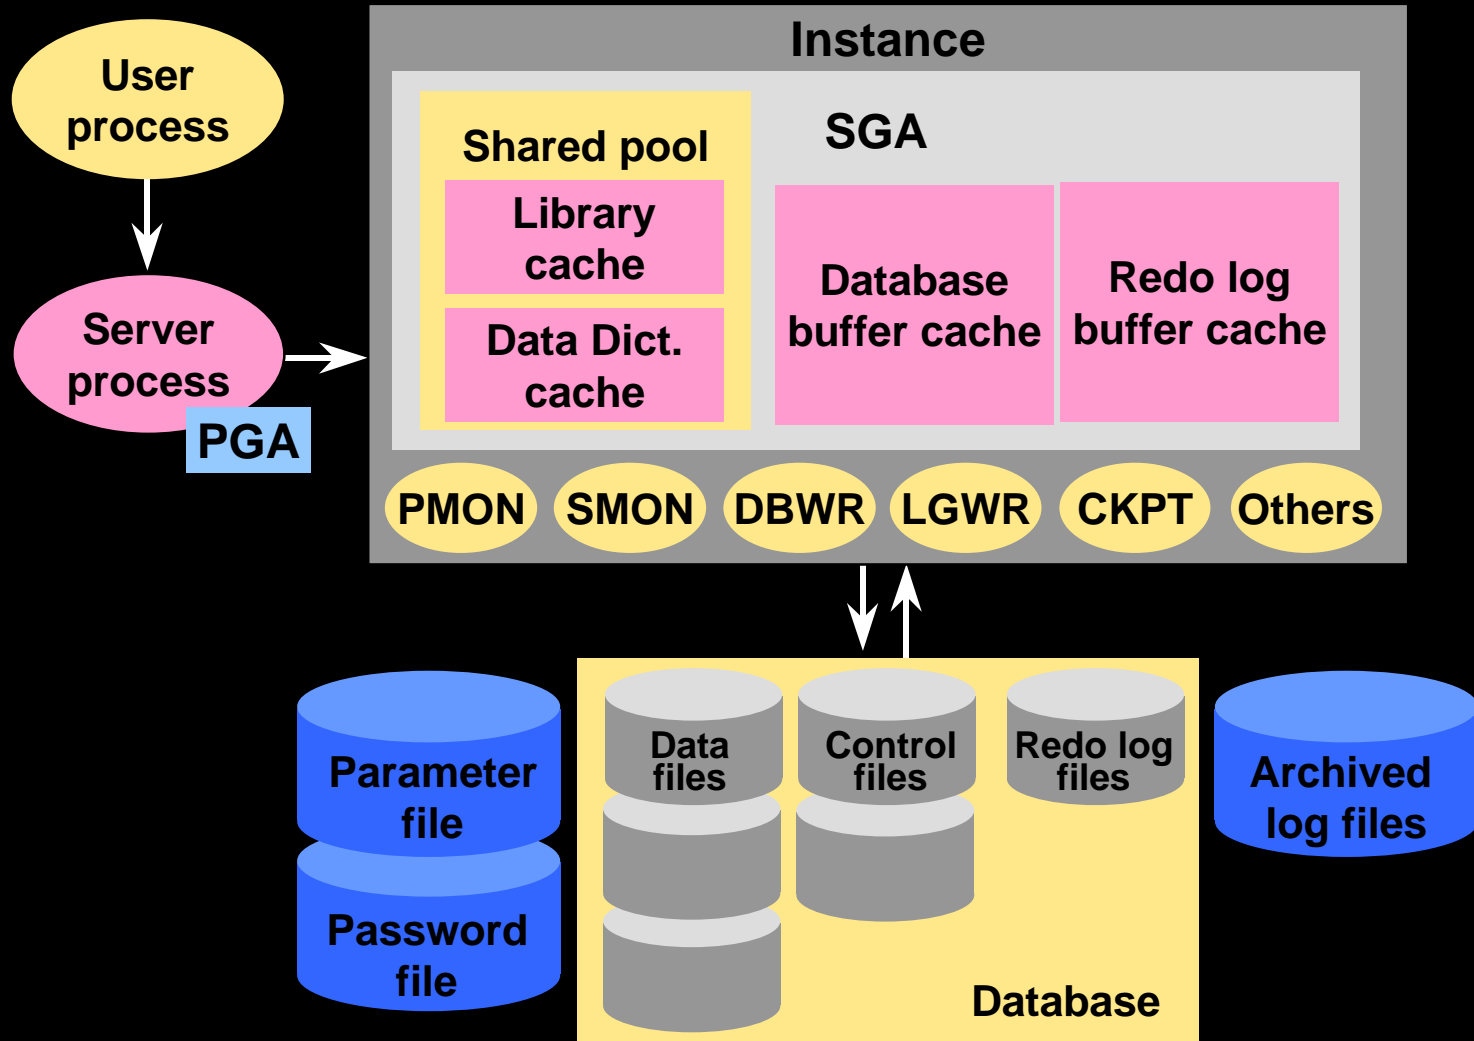 Instance
User
process
SGA
Shared pool
Library
cache
Data Dict.
cache
Database
buffer cache
Redo log
buffer cache
Server
process
PGA
PMON
SMON
DBWR
LGWR
CKPT
Others
Parameter
file
Password
file
Data
files
Control
files
Redo log
files
Database
Archived
log files